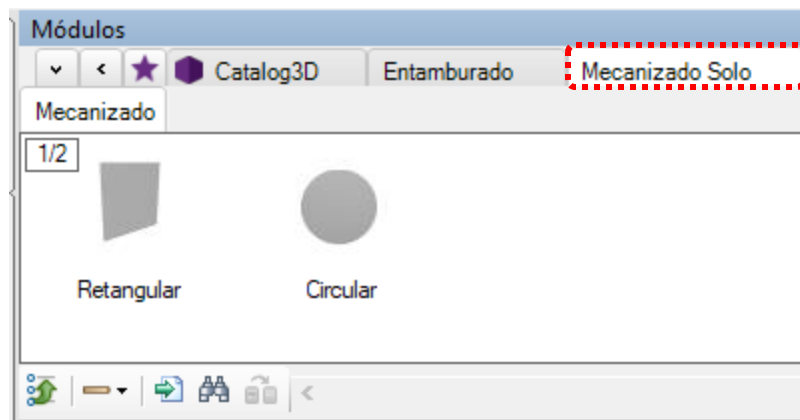 Módulos
Catalog3D Entamburado Mecanizado Solo
Mecanizado
1/2
Retangular Circular